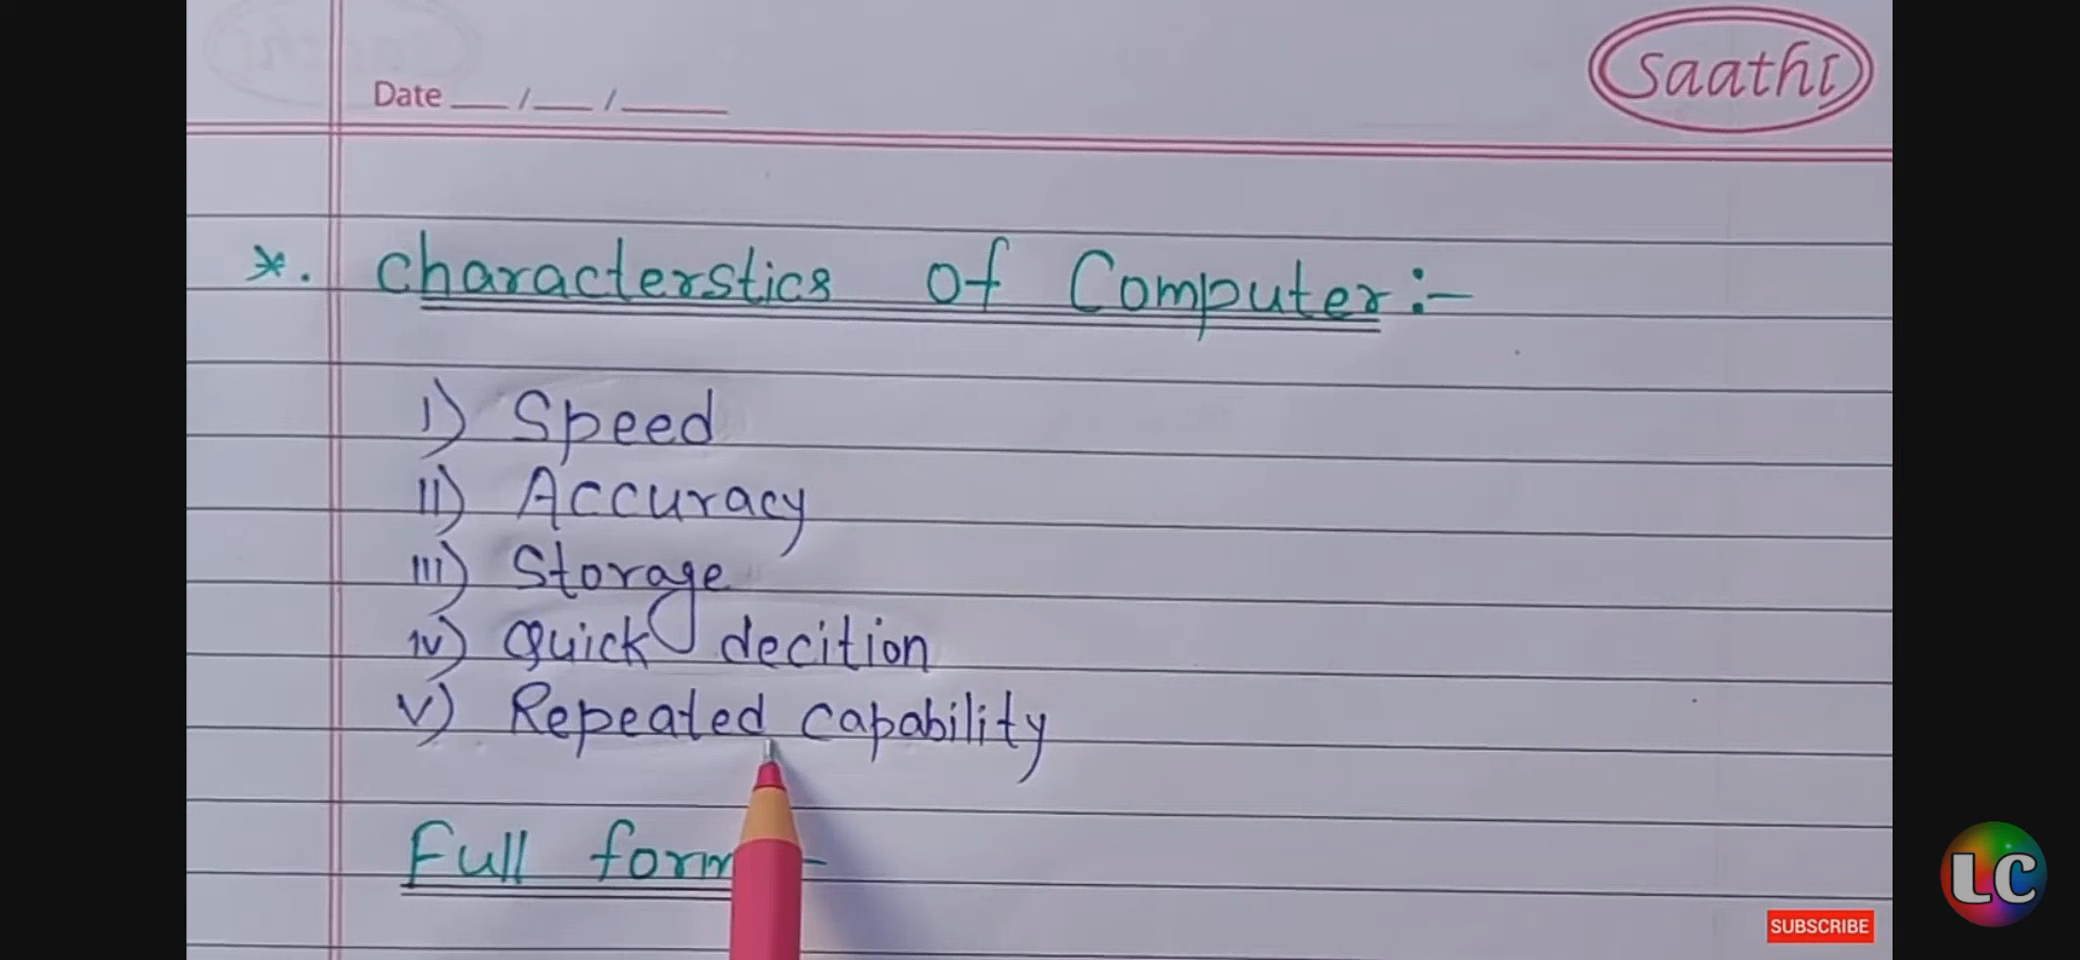 Date __/__/____
Saathi
*. Characterstics of Computer:-
I) Speed
II) Accuracy
III) Storage
IV) Quick decition
V) Repeated capability
Full form -
LC
SUBSCRIBE